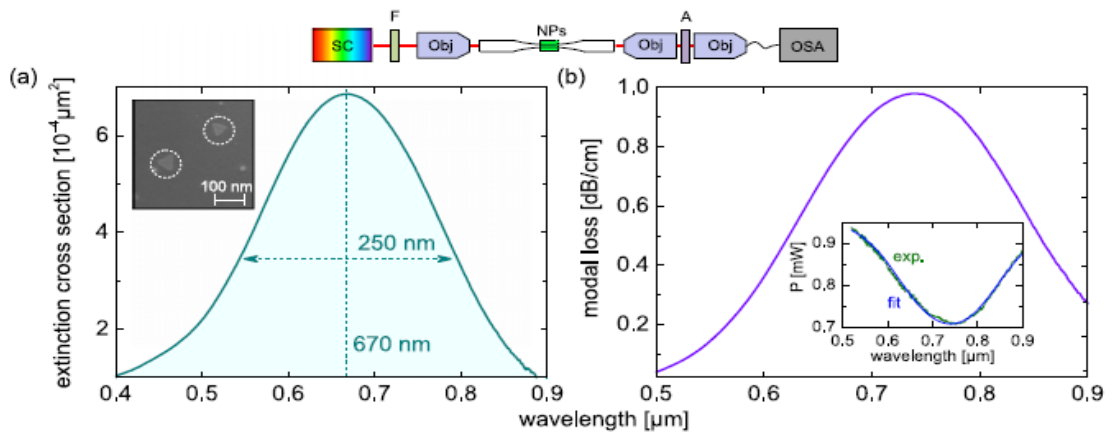 F NPs A
SC Obj Obj Obj OSA
(a)
extinction cross section [10⁻⁴µm²]
6
4
2
100 nm
250 nm
670 nm
0.4 0.5 0.6 0.7 0.8 0.9
(b)
modal loss [dB/cm]
1.0
0.8
0.6
0.4
0.2
P [mW]
0.9
0.8
0.7
exp.
fit
0.5 0.6 0.7 0.8 0.9
wavelength [µm]
0.5 0.6 0.7 0.8 0.9
wavelength [µm]